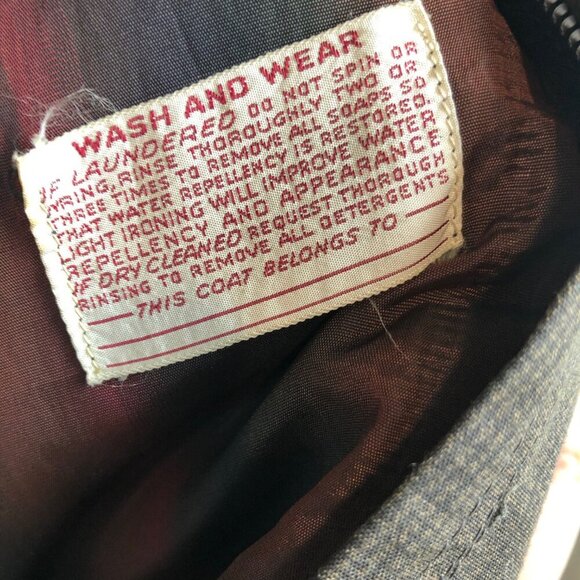 WASH AND WEAR
IF LAUNDERED DO NOT SPIN OR
WRING, RINSE THOROUGHLY TWO OR
THREE TIMES TO REMOVE ALL SOAPS SO
THAT WATER REPELLENCY IS RESTORED.
LIGHT IRONING WILL IMPROVE WATER
REPELLENCY AND APPEARANCE
IF DRY CLEANED REQUEST THOROUGH
RINSING TO REMOVE ALL DETERGENTS
THIS COAT BELONGS TO